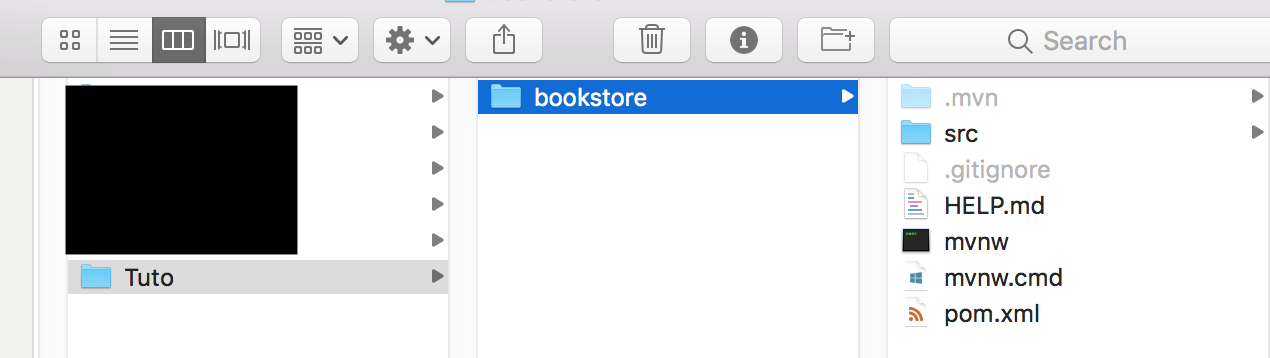 Search
Tuto
bookstore
.mvn
src
.gitignore
HELP.md
mvnw
mvnw.cmd
pom.xml